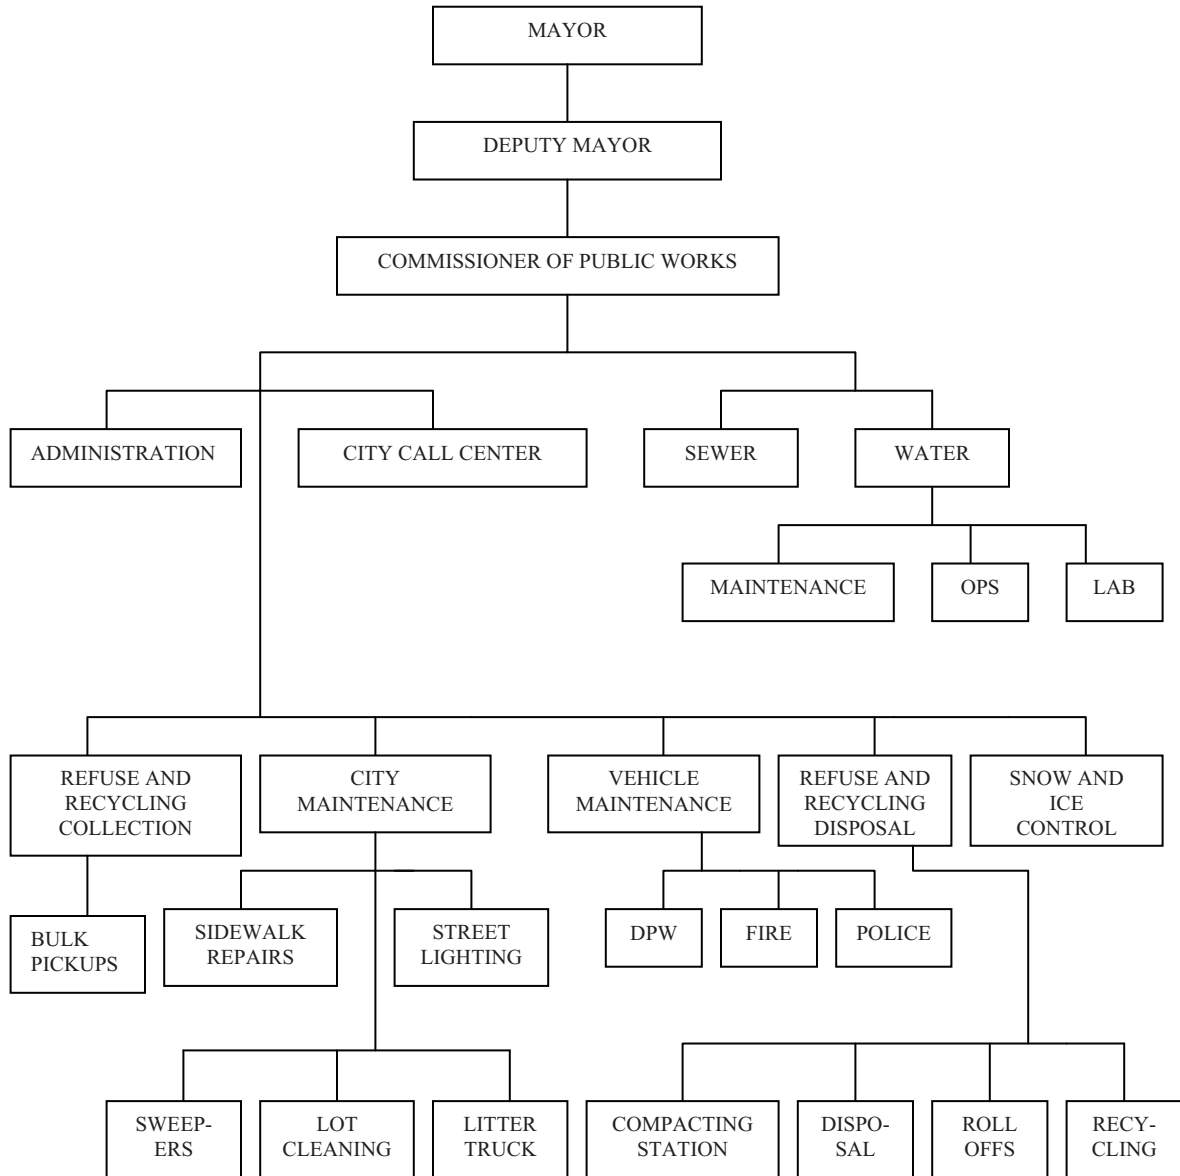 MAYOR
DEPUTY MAYOR
COMMISSIONER OF PUBLIC WORKS
ADMINISTRATION
CITY CALL CENTER
SEWER
WATER
MAINTENANCE
OPS
LAB
REFUSE AND
RECYCLING
COLLECTION
CITY
MAINTENANCE
VEHICLE
MAINTENANCE
REFUSE AND
RECYCLING
DISPOSAL
SNOW AND
ICE
CONTROL
BULK
PICKUPS
SIDEWALK
REPAIRS
STREET
LIGHTING
DPW
FIRE
POLICE
SWEEP-
ERS
LOT
CLEANING
LITTER
TRUCK
COMPACTING
STATION
DISPO-
SAL
ROLL
OFFS
RECY-
CLING